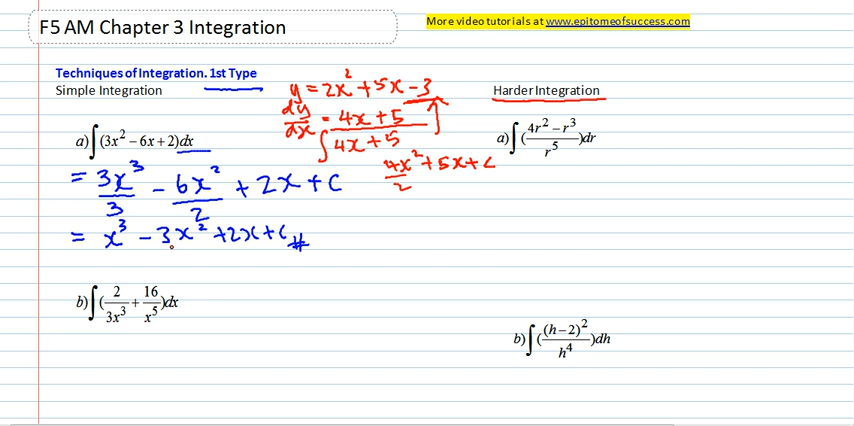 F5 AM Chapter 3 Integration
More video tutorials at www.epitomeofsuccess.com
Techniques of Integration. 1st Type
Simple Integration
y = 2x² + 5x - 3
dy/dx = 4x + 5
∫ 4x + 5
4x²/2 + 5x + c
a) ∫(3x² - 6x + 2)dx
= 3x³/3 - 6x²/2 + 2x + c
= x³ - 3x² + 2x + c #
b) ∫(2/3x³ + 16/x⁵)dx
Harder Integration
a) ∫(4r² - r³/r⁵)dr
b) ∫((h-2)²/h⁴)dh